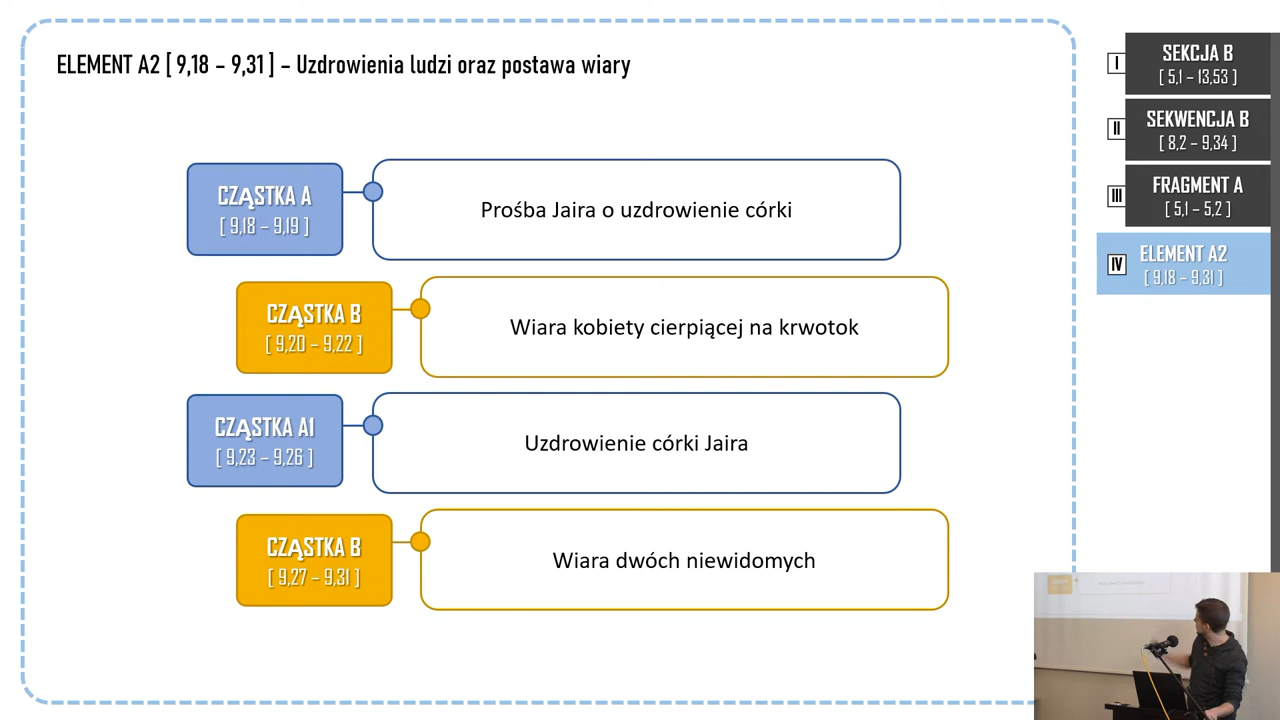 ELEMENT A2 [ 9,18 – 9,31 ] – Uzdrowienia ludzi oraz postawa wiary
CZĄSTKA A
[ 9,18 – 9,19 ]
Prośba Jaira o uzdrowienie córki
CZĄSTKA B
[ 9,20 – 9,22 ]
Wiara kobiety cierpiącej na krwotok
CZĄSTKA A1
[ 9,23 – 9,26 ]
Uzdrowienie córki Jaira
CZĄSTKA B
[ 9,27 – 9,31 ]
Wiara dwóch niewidomych
I
SEKCJA B
[ 5,1 – 13,53 ]
II
SEKWENCJA B
[ 8,2 – 9,34 ]
III
FRAGMENT A
[ 5,1 – 5,2 ]
IV
ELEMENT A2
[ 9,18 – 9,31 ]